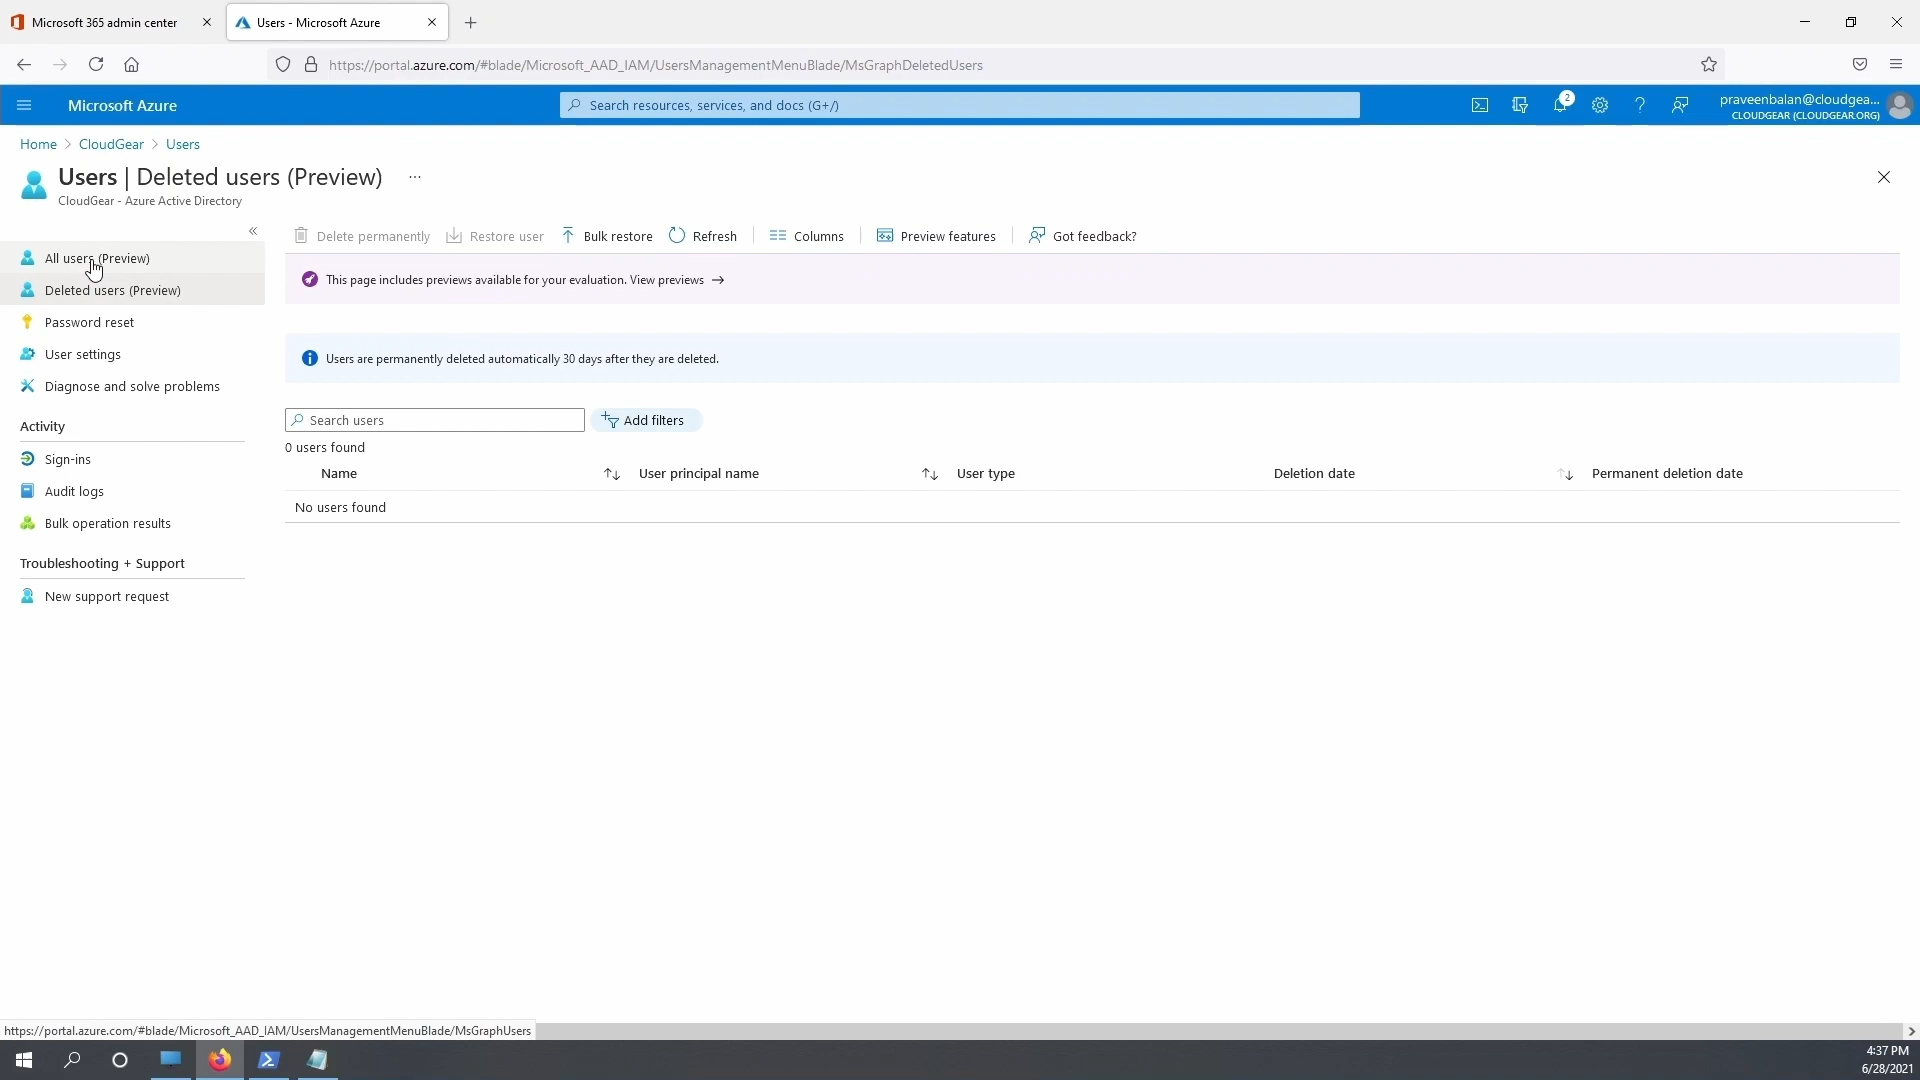 Microsoft 365 admin center
Users - Microsoft Azure
https://portal.azure.com/#blade/Microsoft_AAD_IAM/UsersManagementMenuBlade/MsGraphDeletedUsers
Microsoft Azure
Search resources, services, and docs (G+/)
2
praveenbalan@cloudgea...
CLOUDGEAR (CLOUDGEAR.ORG)
Home > CloudGear > Users
Users | Deleted users (Preview) ...
CloudGear - Azure Active Directory
All users (Preview)
Deleted users (Preview)
Password reset
User settings
Diagnose and solve problems
Activity
Sign-ins
Audit logs
Bulk operation results
Troubleshooting + Support
New support request
Delete permanently Restore user Bulk restore Refresh Columns Preview features Got feedback?
This page includes previews available for your evaluation. View previews →
Users are permanently deleted automatically 30 days after they are deleted.
Search users
Add filters
0 users found
Name User principal name User type Deletion date Permanent deletion date
No users found
https://portal.azure.com/#blade/Microsoft_AAD_IAM/UsersManagementMenuBlade/MsGraphUsers
4:37 PM
6/28/2021